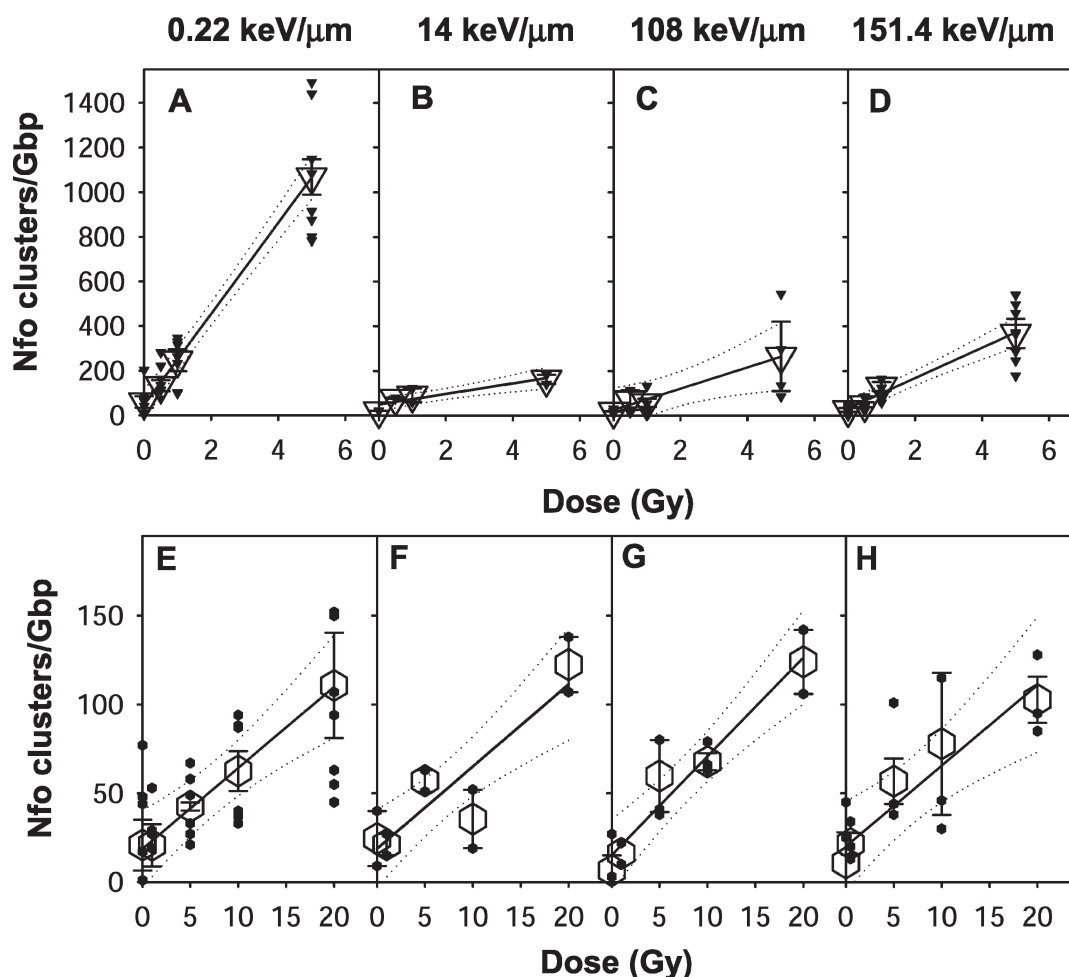 0.22 keV/μm 14 keV/μm 108 keV/μm 151.4 keV/μm
Nfo clusters/Gbp
1400
1200
1000
800
600
400
200
0
A B C D
0 2 4 6 0 2 4 6 0 2 4 6 0 2 4 6
Dose (Gy)
Nfo clusters/Gbp
150
100
50
0
E F G H
0 5 10 15 20 0 5 10 15 20 0 5 10 15 20 0 5 10 15 20
Dose (Gy)